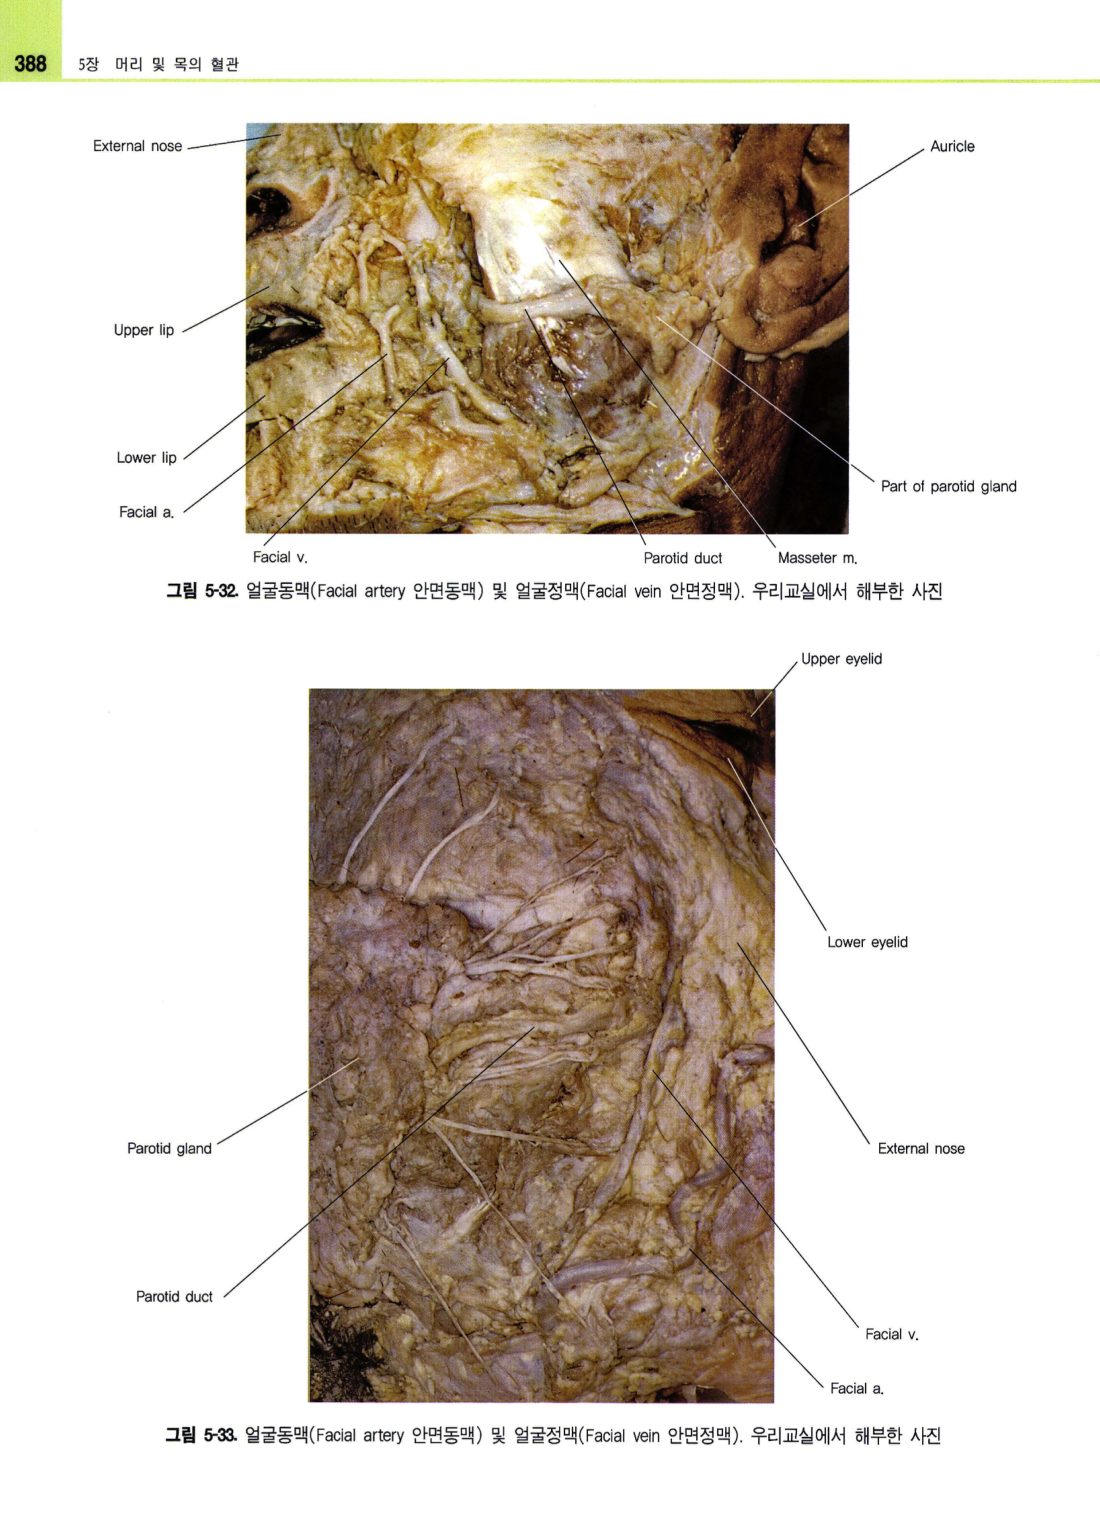 388 5장 머리 및 목의 혈관
External nose
Auricle
Upper lip
Lower lip
Part of parotid gland
Facial a.
Facial v.
Parotid duct
Masseter m.
그림 5-32. 얼굴동맥(Facial artery 안면동맥) 및 얼굴정맥(Facial vein 안면정맥). 우리교실에서 해부한 사진
Upper eyelid
Lower eyelid
Parotid gland
External nose
Parotid duct
Facial v.
Facial a.
그림 5-33. 얼굴동맥(Facial artery 안면동맥) 및 얼굴정맥(Facial vein 안면정맥). 우리교실에서 해부한 사진